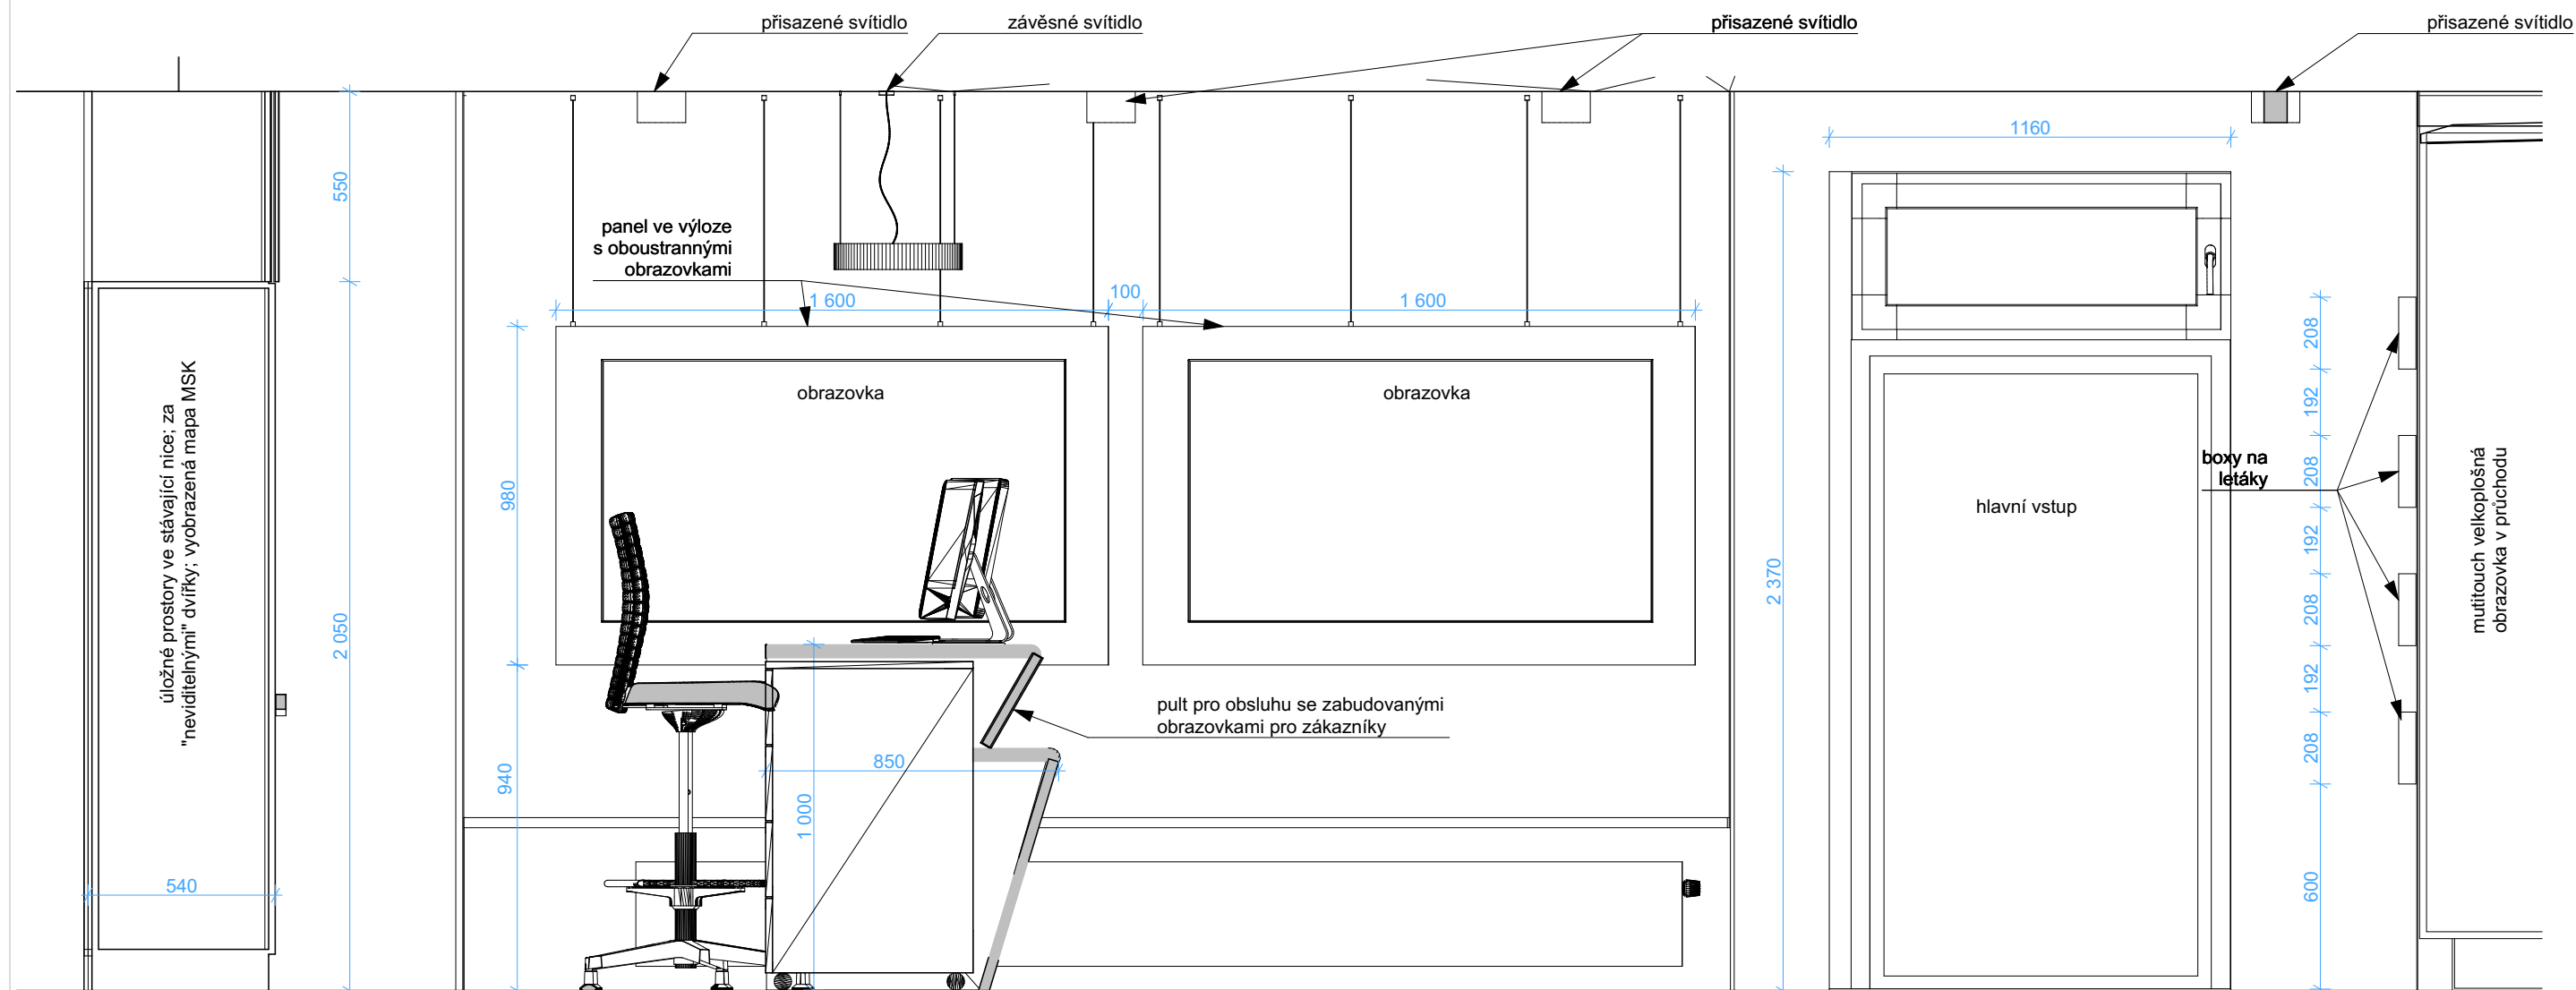 přisazené svítidlo
závěsné svítidlo
přisazené svítidlo
přisazené svítidlo
1160
550
panel ve výloze
s oboustrannými
obrazovkami
1 600
100
1 600
208
192
208
192
208
192
208
600
obrazovka
obrazovka
úložné prostory ve stávající nice; za
"neviditelnými" dvířky; vyobrazená mapa MSK
980
boxy na
letáky
mutitouch velkoplošná
obrazovka v průchodu
hlavní vstup
2 370
2 050
pult pro obsluhu se zabudovanými
obrazovkami pro zákazníky
940
850
1 000
540